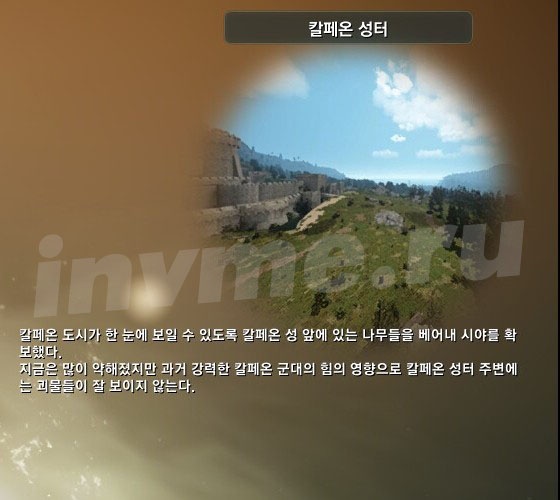 칼페온 성터
invme.ru
칼페온 도시가 한 눈에 보일 수 있도록 칼페온 성 앞에 있는 나무들을 베어내 시야를 확
보했다.
지금은 많이 약해졌지만 과거 강력한 칼페온 군대의 힘의 영향으로 칼페온 성터 주변에
는 괴물들이 잘 보이지 않는다.